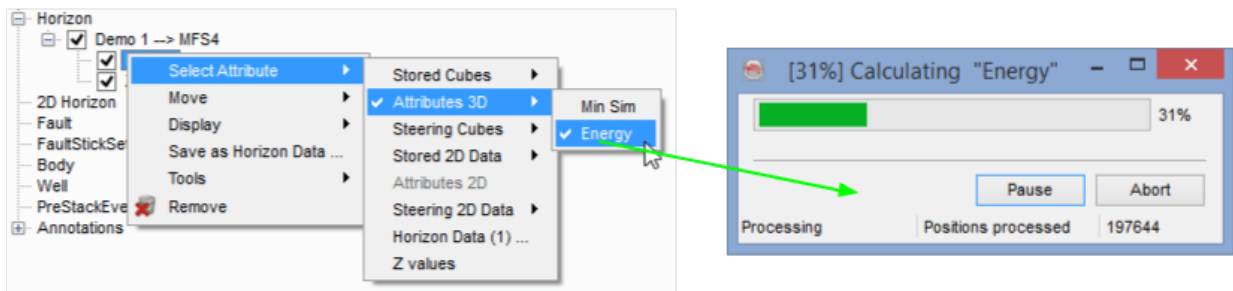 Horizon
Demo 1 --> MFS4
2D Horizon
Fault
FaultStickSe
Body
Well
PreStackEve
Annotations
Select Attribute
Move
Display
Save as Horizon Data ...
Tools
Remove
Stored Cubes
Attributes 3D
Steering Cubes
Stored 2D Data
Attributes 2D
Steering 2D Data
Horizon Data (1) ...
Z values
Min Sim
Energy
[31%] Calculating "Energy"
31%
Pause
Abort
Processing
Positions processed
197644